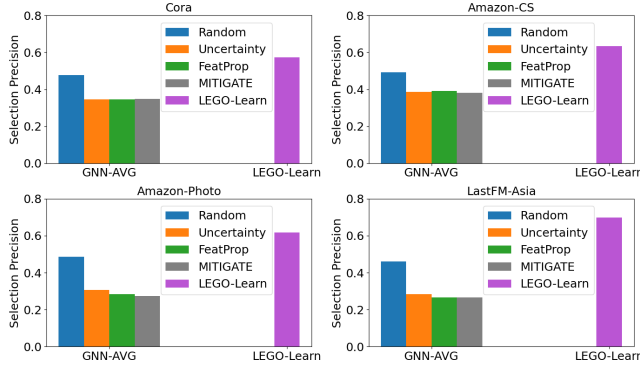 Cora
Selection Precision
0.8
0.6
0.4
0.2
0.0
Random
Uncertainty
FeatProp
MITIGATE
LEGO-Learn
GNN-AVG
LEGO-Learn
Amazon-CS
Selection Precision
0.8
0.6
0.4
0.2
0.0
Random
Uncertainty
FeatProp
MITIGATE
LEGO-Learn
GNN-AVG
LEGO-Learn
Amazon-Photo
Selection Precision
0.8
0.6
0.4
0.2
0.0
Random
Uncertainty
FeatProp
MITIGATE
LEGO-Learn
GNN-AVG
LEGO-Learn
LastFM-Asia
Selection Precision
0.8
0.6
0.4
0.2
0.0
Random
Uncertainty
FeatProp
MITIGATE
LEGO-Learn
GNN-AVG
LEGO-Learn